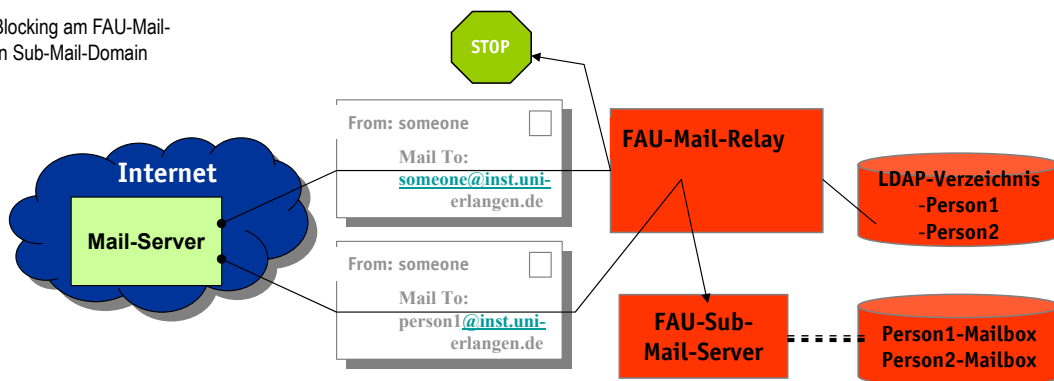 Blocking am FAU-Mail-
n Sub-Mail-Domain
STOP
From: someone
Mail To:
someone@inst.uni-
erlangen.de
FAU-Mail-Relay
Internet
Mail-Server
LDAP-Verzeichnis
-Person1
-Person2
From: someone
Mail To:
person1@inst.uni-
erlangen.de
FAU-Sub-
Mail-Server
Person1-Mailbox
Person2-Mailbox